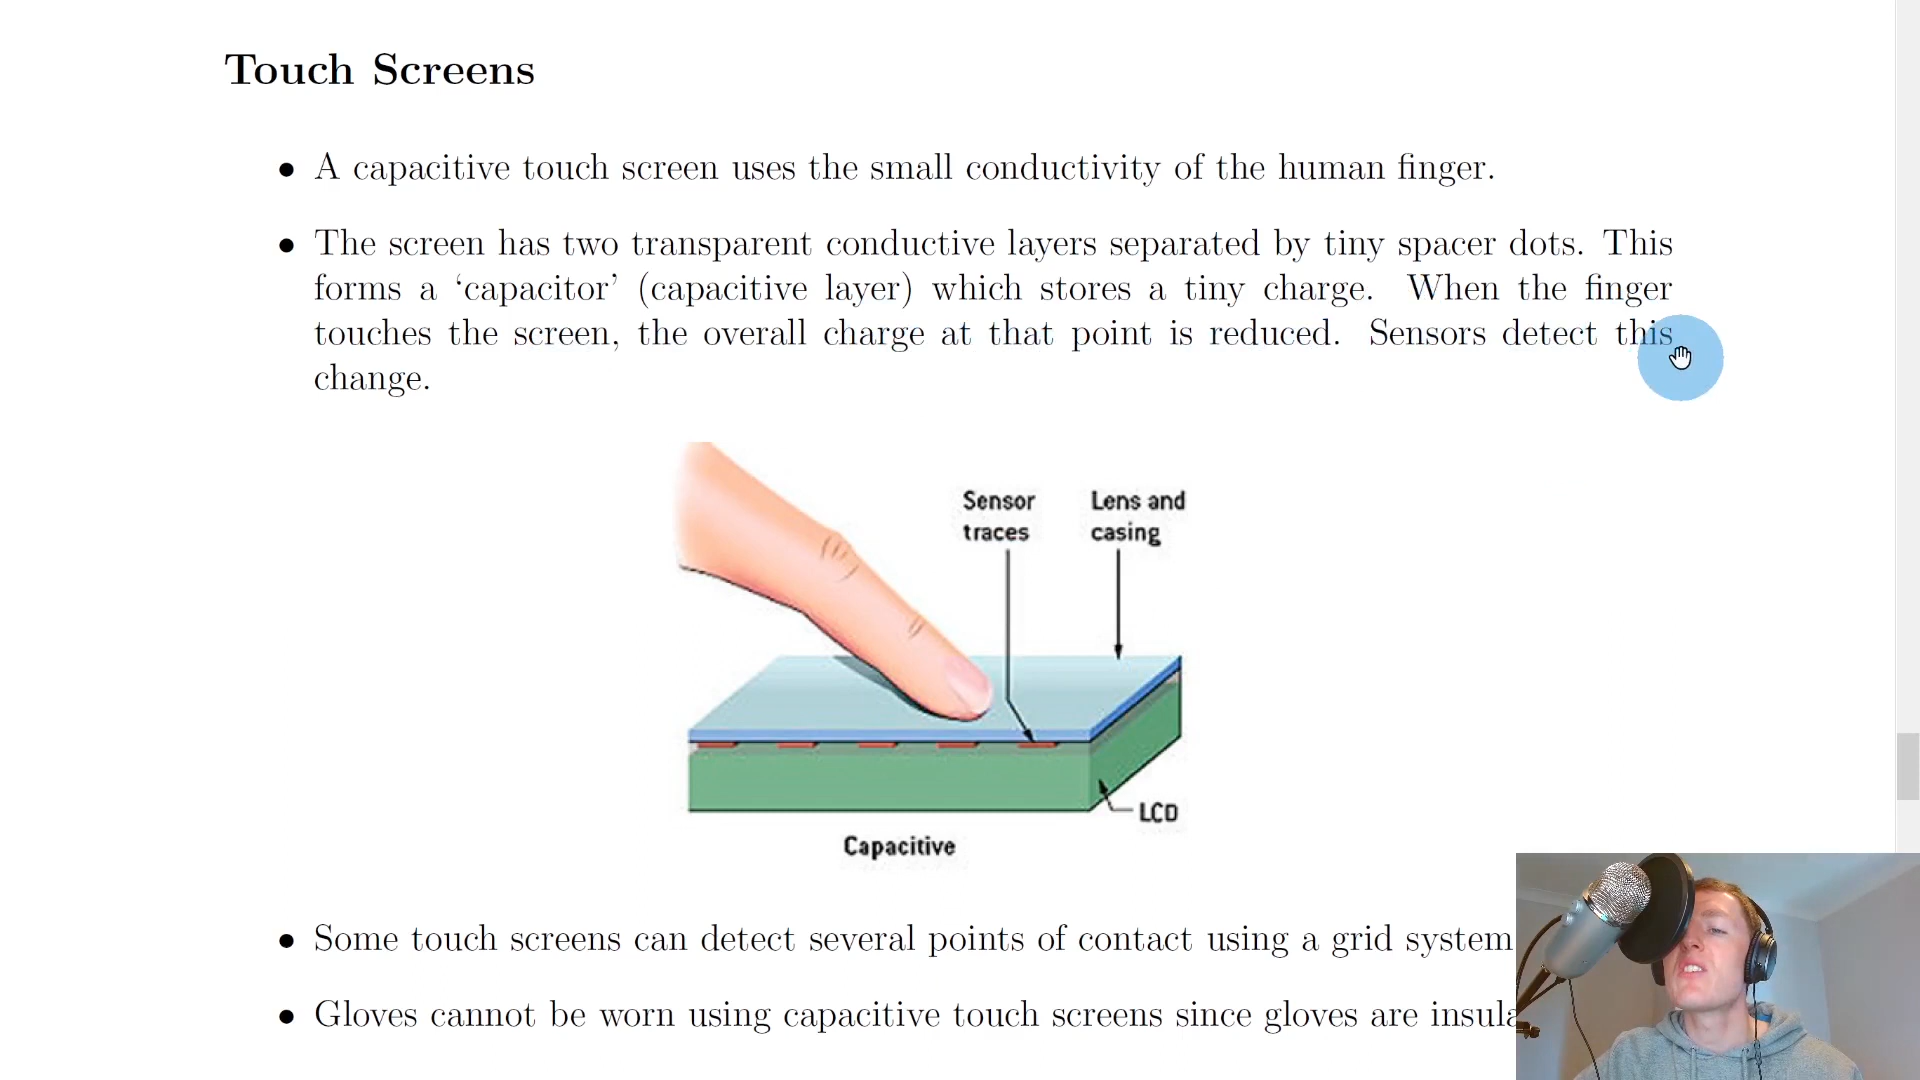 Touch Screens
• A capacitive touch screen uses the small conductivity of the human finger.
• The screen has two transparent conductive layers separated by tiny spacer dots. This
forms a ‘capacitor’ (capacitive layer) which stores a tiny charge. When the finger
touches the screen, the overall charge at that point is reduced. Sensors detect this
change.
Sensor
traces
Lens and
casing
LCD
Capacitive
• Some touch screens can detect several points of contact using a grid system
• Gloves cannot be worn using capacitive touch screens since gloves are